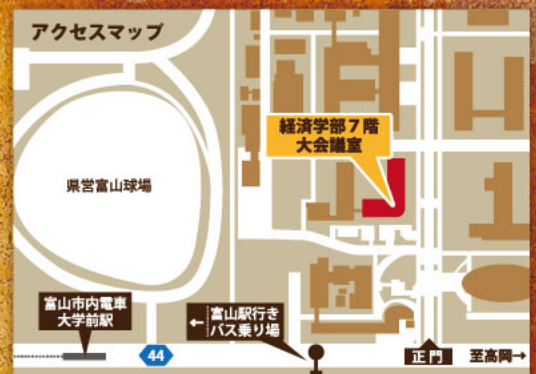 アクセスマップ
経済学部7階
大会議室
県営富山球場
富山市内電車
大学前駅
44
←
富山駅行き
バス乗り場
正門
至高岡→